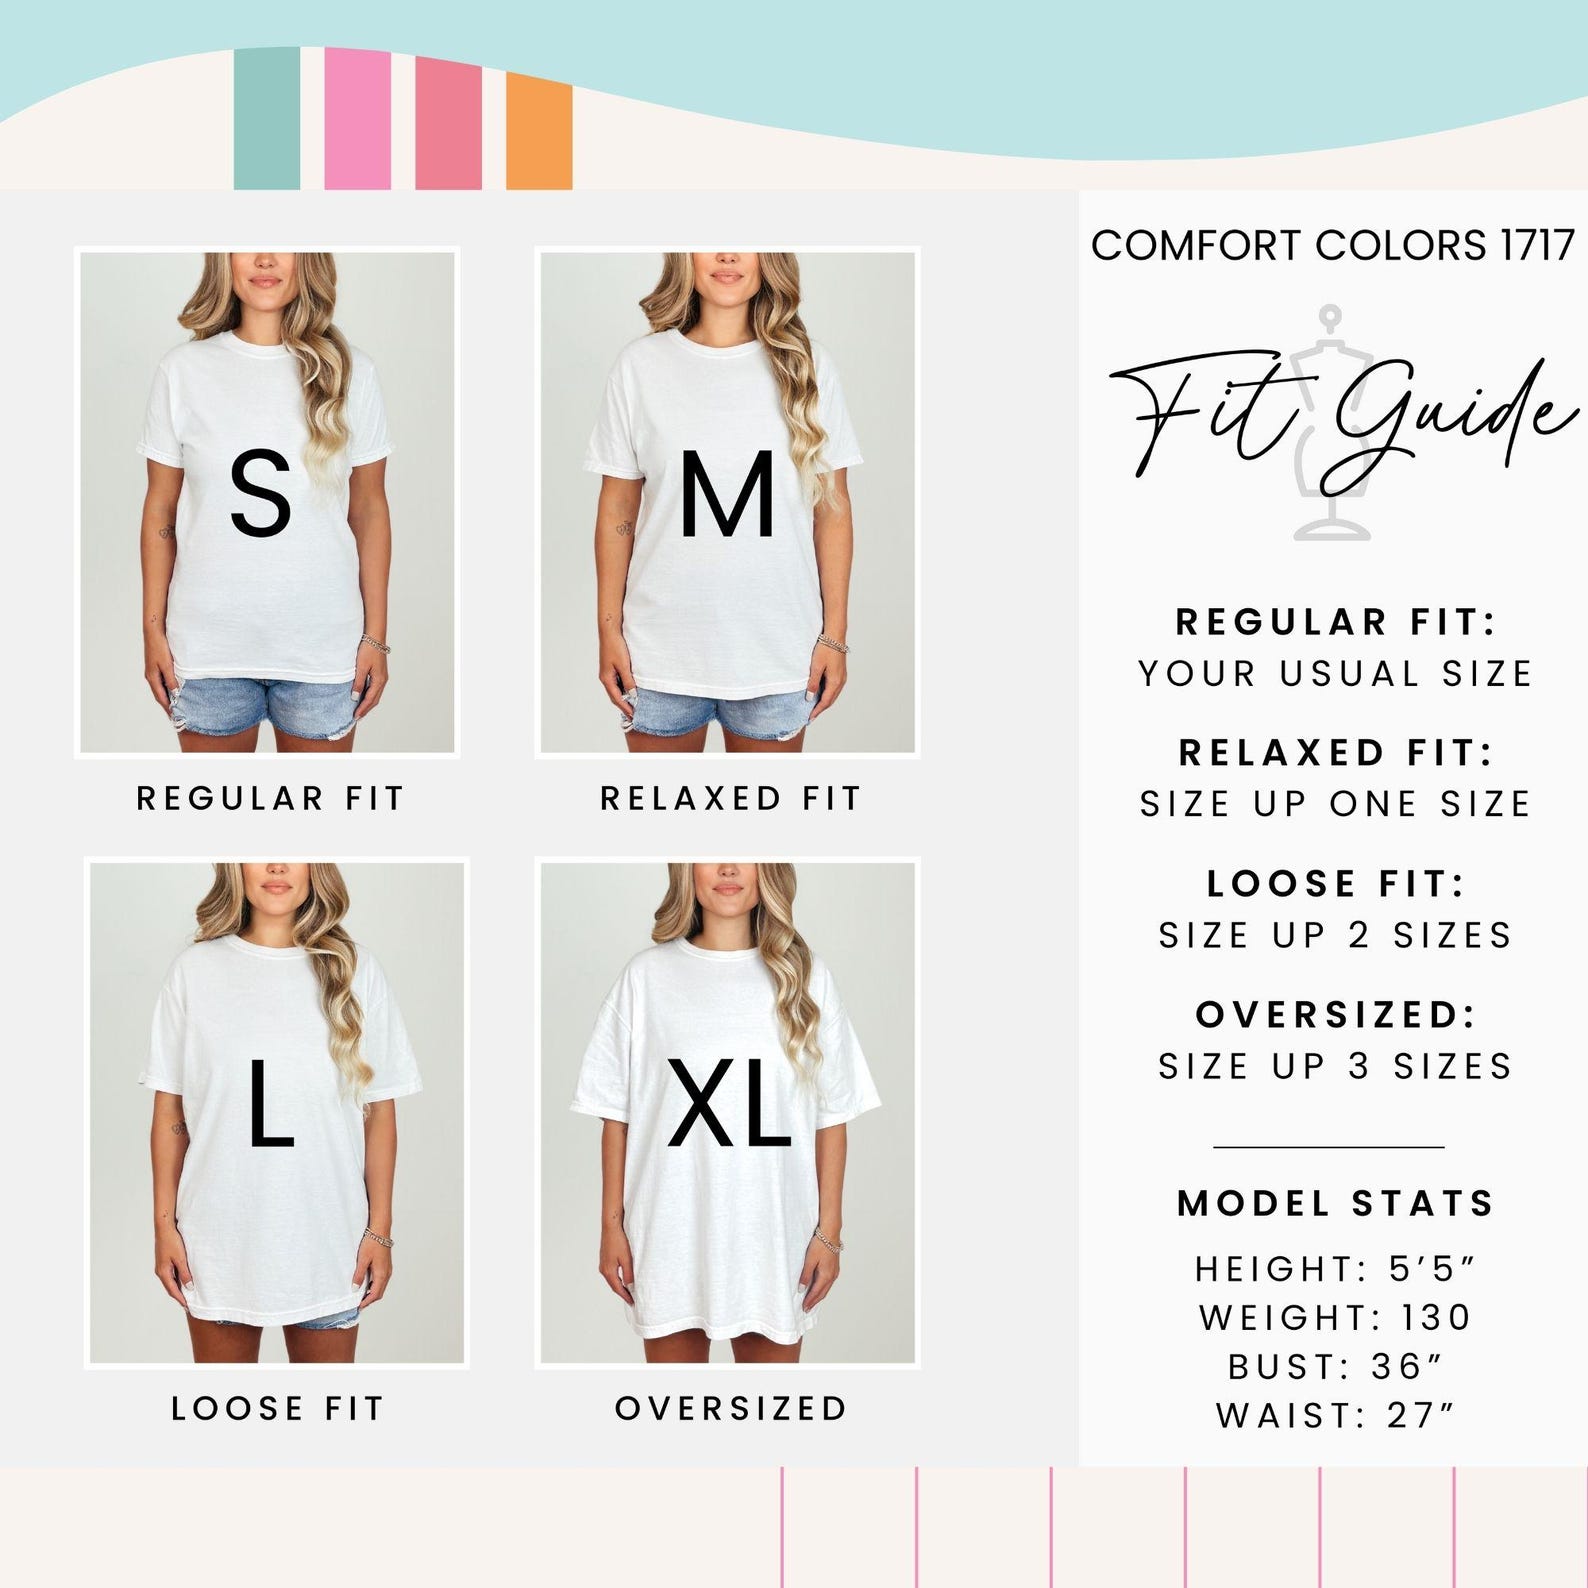 COMFORT COLORS 1717
Fit Guide
S
M
REGULAR FIT
RELAXED FIT
L
XL
LOOSE FIT
OVERSIZED
REGULAR FIT:
YOUR USUAL SIZE
RELAXED FIT:
SIZE UP ONE SIZE
LOOSE FIT:
SIZE UP 2 SIZES
OVERSIZED:
SIZE UP 3 SIZES
MODEL STATS
HEIGHT: 5’5”
WEIGHT: 130
BUST: 36”
WAIST: 27”